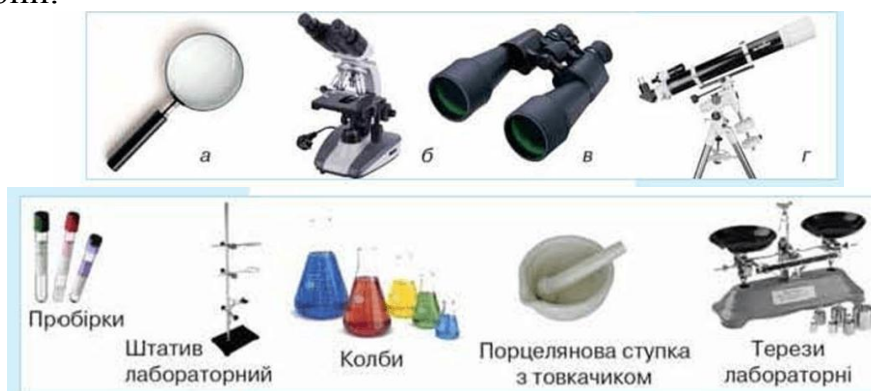 а б в г
Пробірки
Штатив
лабораторний
Колби
Порцелянова ступка
з товкачиком
Терези
лабораторні